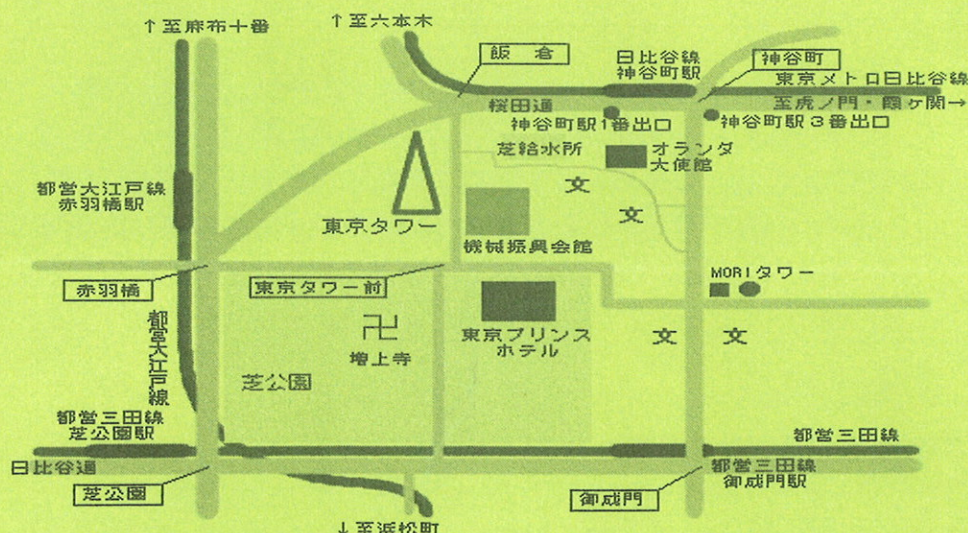 ↑至麻布十番
↑至六本木
飯倉
日比谷線
神谷町駅
神谷町
東京メトロ日比谷線
桜田通
至虎ノ門・霞ヶ関→
神谷町駅1番出口
神谷町駅3番出口
芝給水所
オランダ
大使館
文
文
都営大江戸線
赤羽橋駅
東京タワー
機械振興会館
赤羽橋
東京タワー前
MORIタワー
都営大江戸線
卍
増上寺
東京プリンス
ホテル
文
文
芝公園
都営三田線
芝公園駅
都営三田線
日比谷通
都営三田線
御成門駅
芝公園
御成門
↓至浜松町